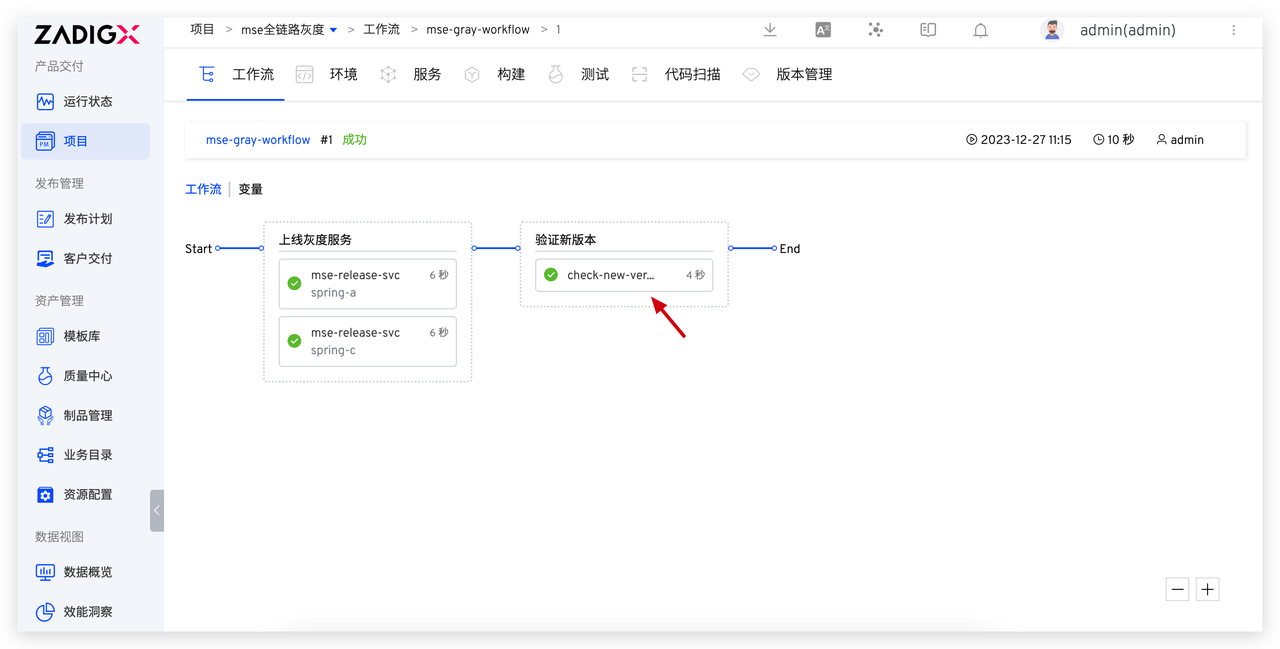 ZADIGX
产品交付
运行状态
项目
发布管理
发布计划
客户交付
资产管理
模板库
质量中心
制品管理
业务目录
资源配置
数据视图
数据概览
效能洞察
项目 > mse全链路灰度 > 工作流 > mse-gray-workflow > 1
admin(admin)
工作流 环境 服务 构建 测试 代码扫描 版本管理
mse-gray-workflow #1 成功 2023-12-27 11:15 10 秒 admin
工作流 | 变量
Start
上线灰度服务
mse-release-svc 6 秒
spring-a
mse-release-svc 6 秒
spring-c
验证新版本
check-new-ver... 4 秒
End